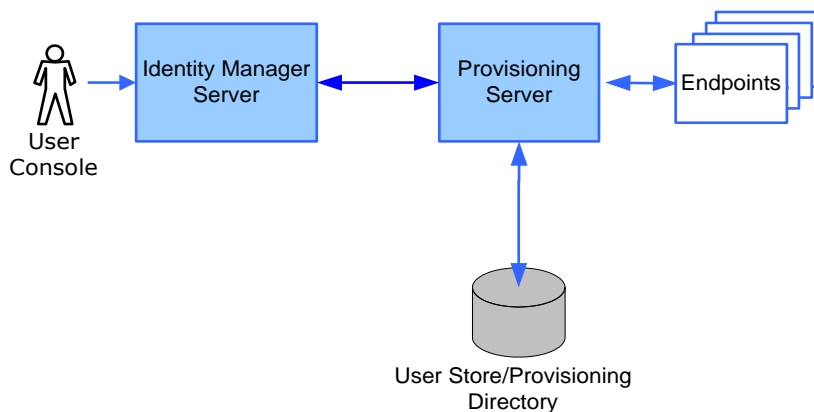 Identity Manager
Server
Provisioning
Server
Endpoints
User
Console
User Store/Provisioning
Directory